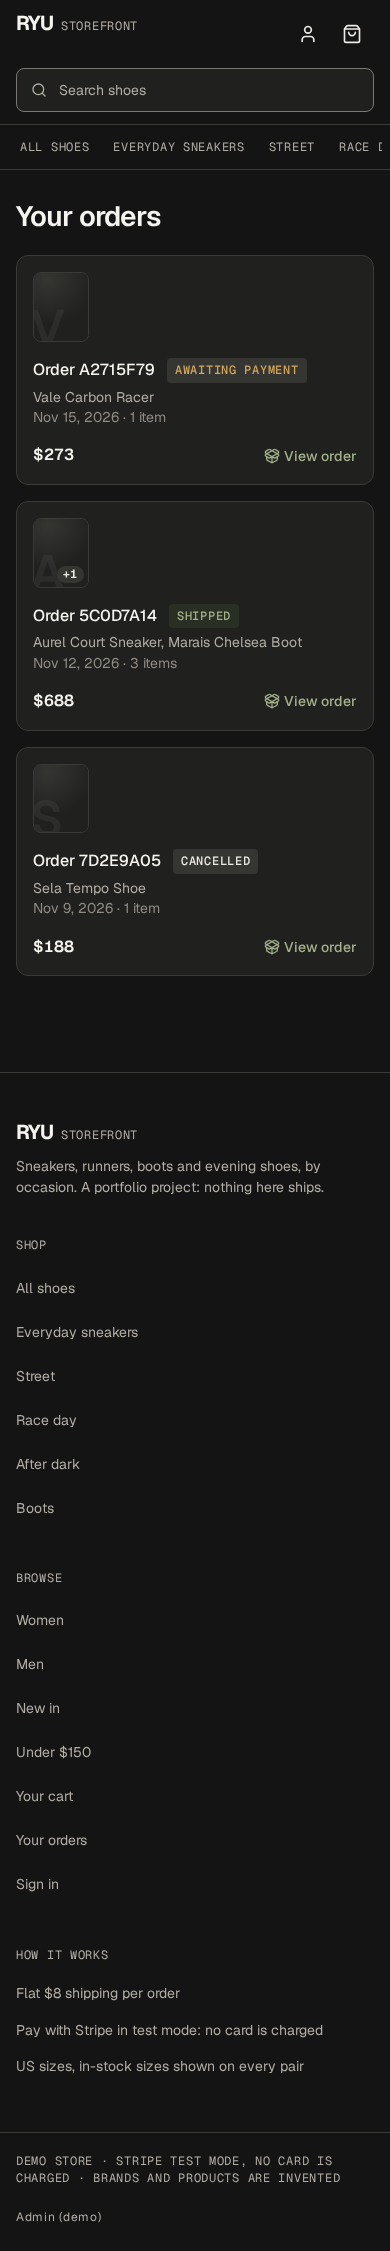 RYU STOREFRONT
Search shoes
ALL SHOES EVERYDAY SNEAKERS STREET RACE D
Your orders
V
Order A2715F79 AWAITING PAYMENT
Vale Carbon Racer
Nov 15, 2026 · 1 item
$273 View order
A +1
Order 5C0D7A14 SHIPPED
Aurel Court Sneaker, Marais Chelsea Boot
Nov 12, 2026 · 3 items
$688 View order
S
Order 7D2E9A05 CANCELLED
Sela Tempo Shoe
Nov 9, 2026 · 1 item
$188 View order
RYU STOREFRONT
Sneakers, runners, boots and evening shoes, by
occasion. A portfolio project: nothing here ships.
SHOP
All shoes
Everyday sneakers
Street
Race day
After dark
Boots
BROWSE
Women
Men
New in
Under $150
Your cart
Your orders
Sign in
HOW IT WORKS
Flat $8 shipping per order
Pay with Stripe in test mode: no card is charged
US sizes, in-stock sizes shown on every pair
DEMO STORE · STRIPE TEST MODE, NO CARD IS
CHARGED · BRANDS AND PRODUCTS ARE INVENTED
Admin (demo)